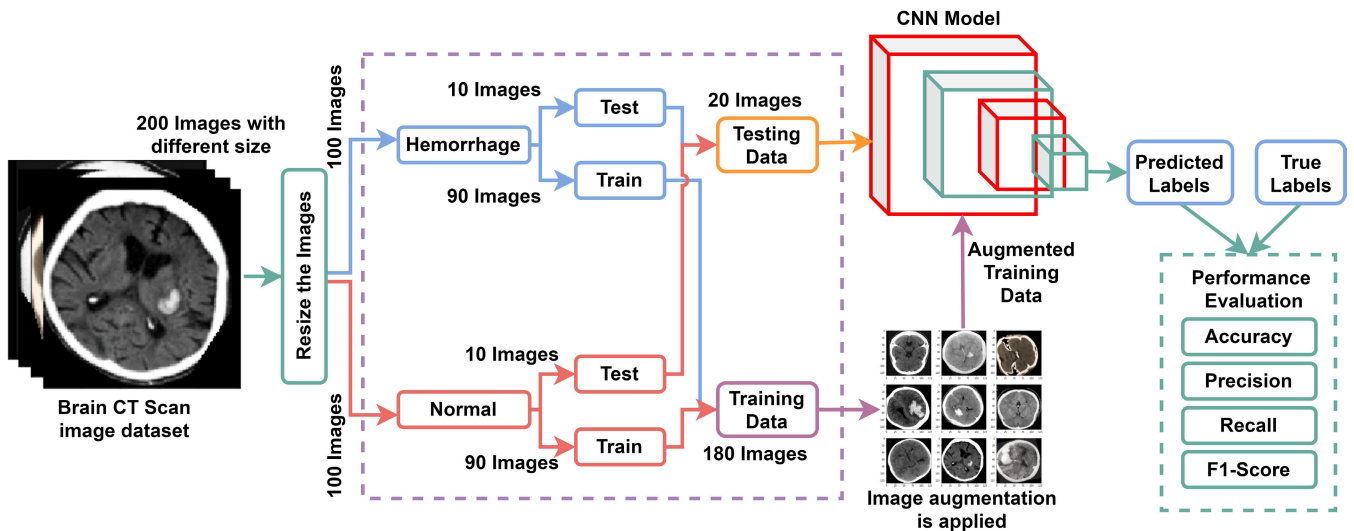 CNN Model
200 Images with
different size
100 Images
10 Images
Test
20 Images
Hemorrhage
Testing
Data
90 Images
Train
Predicted
Labels
True
Labels
Resize the Images
Augmented
Training
Data
Performance
Evaluation
Accuracy
Precision
Recall
F1-Score
Brain CT Scan
image dataset
100 Images
10 Images
Test
Normal
Training
Data
90 Images
Train
180 Images
Image augmentation
is applied